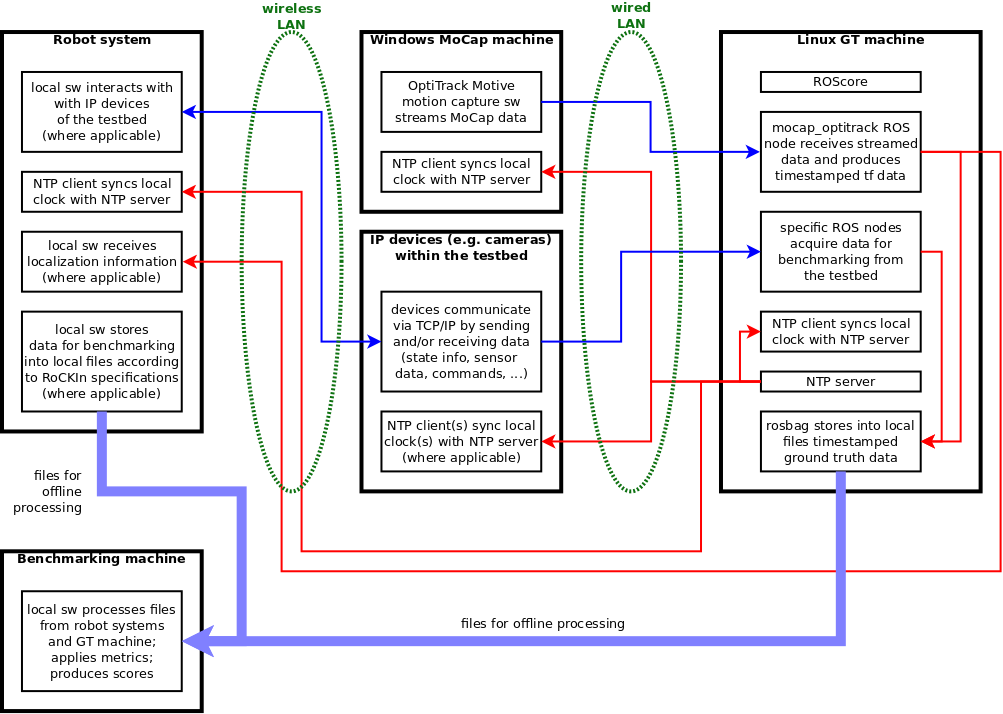 wireless
LAN
wired
LAN
Robot system
local sw interacts with
with IP devices
of the testbed
(where applicable)
NTP client syncs local
clock with NTP server
local sw receives
localization information
(where applicable)
local sw stores
data for benchmarking
into local files according
to RoCKIn specifications
(where applicable)
Windows MoCap machine
OptiTrack Motive
motion capture sw
streams MoCap data
NTP client syncs local
clock with NTP server
IP devices (e.g. cameras)
within the testbed
devices communicate
via TCP/IP by sending
and/or receiving data
(state info, sensor
data, commands, ...)
NTP client(s) sync local
clock(s) with NTP server
(where applicable)
Linux GT machine
ROScore
mocap_optitrack ROS
node receives streamed
data and produces
timestamped tf data
specific ROS nodes
acquire data for
benchmarking from
the testbed
NTP client syncs local
clock with NTP server
NTP server
rosbag stores into local
files timestamped
ground truth data
files for
offline
processing
Benchmarking machine
local sw processes files
from robot systems
and GT machine;
applies metrics;
produces scores
files for offline processing